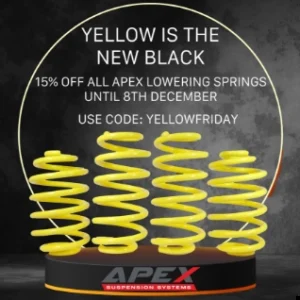 YELLOW IS THE
NEW BLACK
15% OFF ALL APEX LOWERING SPRINGS
UNTIL 8TH DECEMBER
USE CODE: YELLOWFRIDAY
APEX
SUSPENSION SYSTEMS